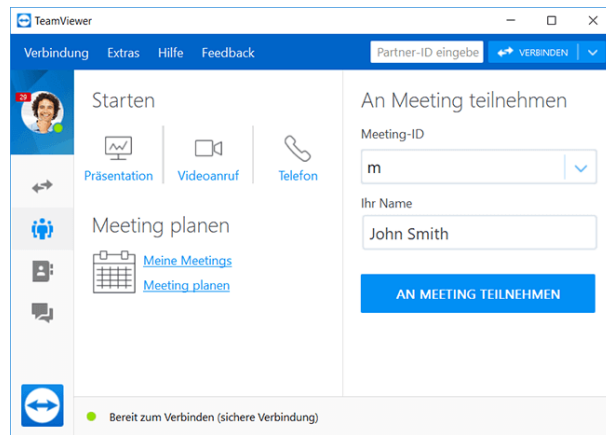 TeamViewer
Verbindung Extras Hilfe Feedback
Partner-ID eingebe
VERBINDEN
29
Starten
Präsentation
Videoanruf
Telefon
Meeting planen
Meine Meetings
Meeting planen
An Meeting teilnehmen
Meeting-ID
m
Ihr Name
John Smith
AN MEETING TEILNEHMEN
Bereit zum Verbinden (sichere Verbindung)